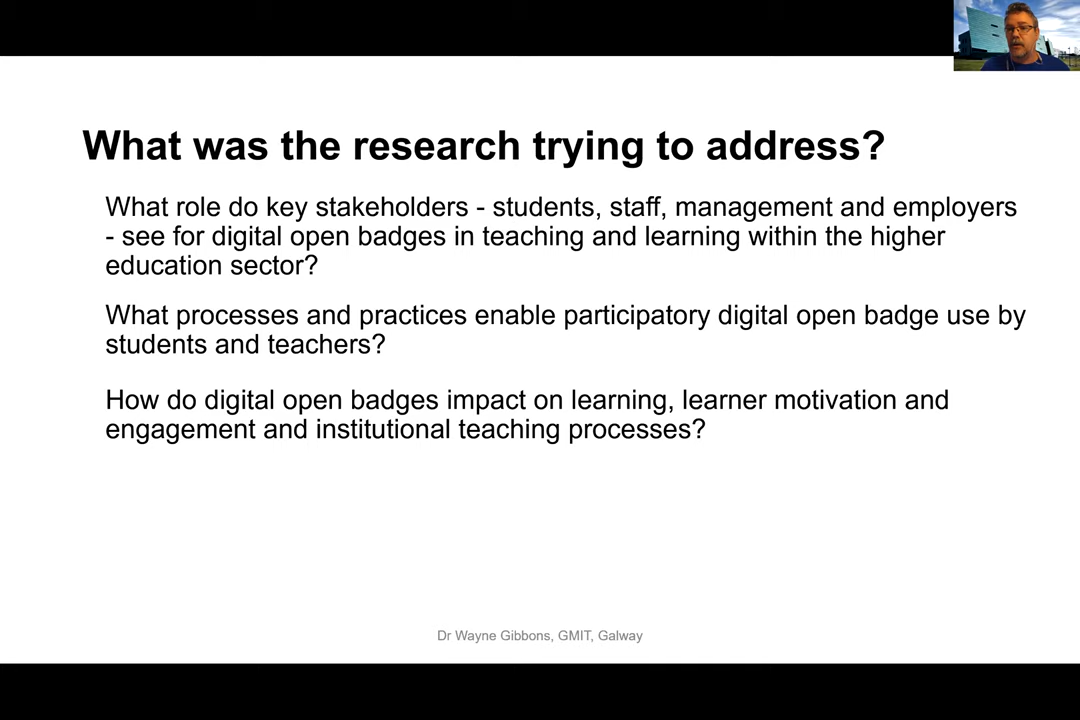 What was the research trying to address?
What role do key stakeholders - students, staff, management and employers
- see for digital open badges in teaching and learning within the higher
education sector?
What processes and practices enable participatory digital open badge use by
students and teachers?
How do digital open badges impact on learning, learner motivation and
engagement and institutional teaching processes?
Dr Wayne Gibbons, GMIT, Galway